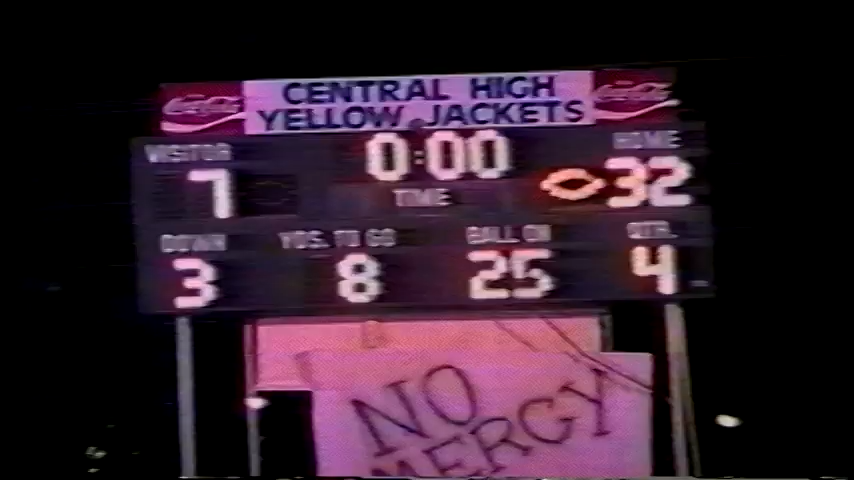 Coca-Cola CENTRAL HIGH Coca-Cola
YELLOW JACKETS
VISITOR 0:00 HOME
7 TIME 32
DOWN YDS. TO GO BALL ON QTR.
3 8 25 4
NO
MERCY